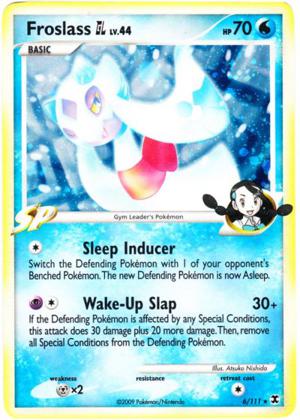 Froslass GL LV.44 HP 70
BASIC
SP
Gym Leader's Pokémon
Sleep Inducer
Switch the Defending Pokémon with 1 of your opponent's
Benched Pokémon. The new Defending Pokémon is now Asleep.
Wake-Up Slap 30+
If the Defending Pokémon is affected by any Special Conditions,
this attack does 30 damage plus 20 more damage. Then, remove
all Special Conditions from the Defending Pokémon.
Illus. Atsuko Nishida
weakness resistance retreat cost
×2
©2009 Pokémon/Nintendo 6/111 ★